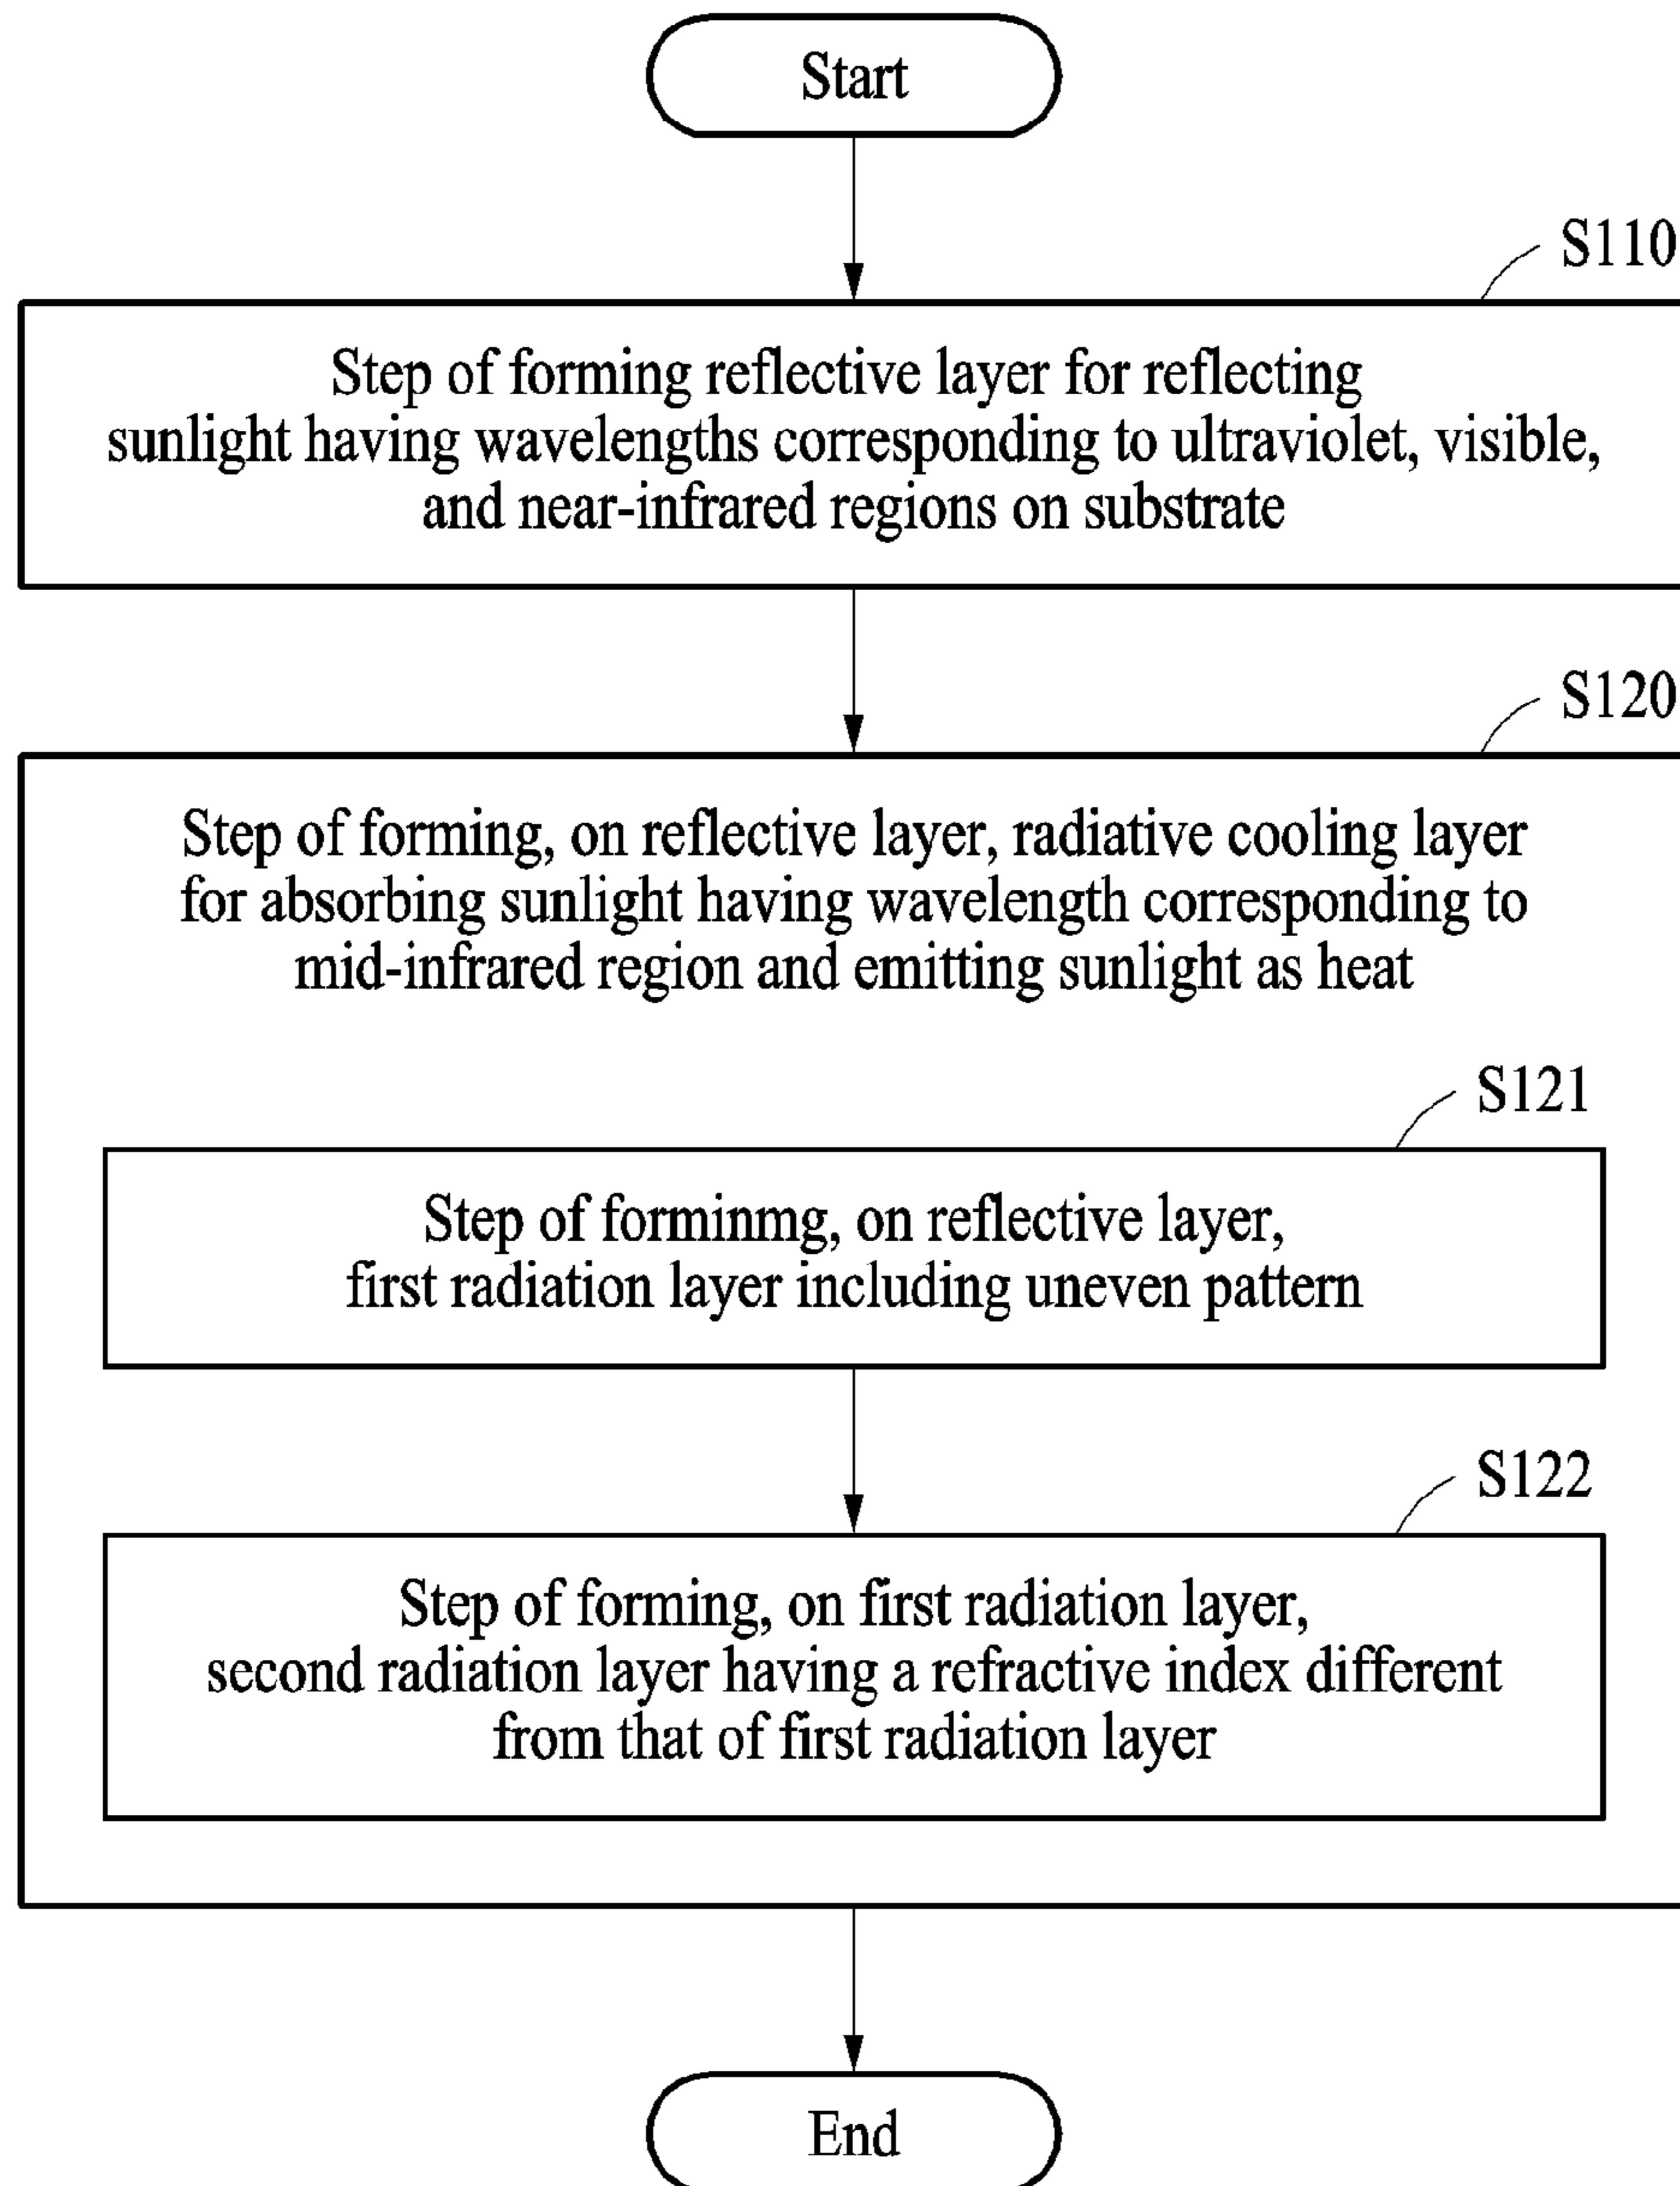 Start
S110
Step of forming reflective layer for reflecting
sunlight having wavelengths corresponding to ultraviolet, visible,
and near-infrared regions on substrate
S120
Step of forming, on reflective layer, radiative cooling layer
for absorbing sunlight having wavelength corresponding to
mid-infrared region and emitting sunlight as heat
S121
Step of forminmg, on reflective layer,
first radiation layer including uneven pattern
S122
Step of forming, on first radiation layer,
second radiation layer having a refractive index different
from that of first radiation layer
End